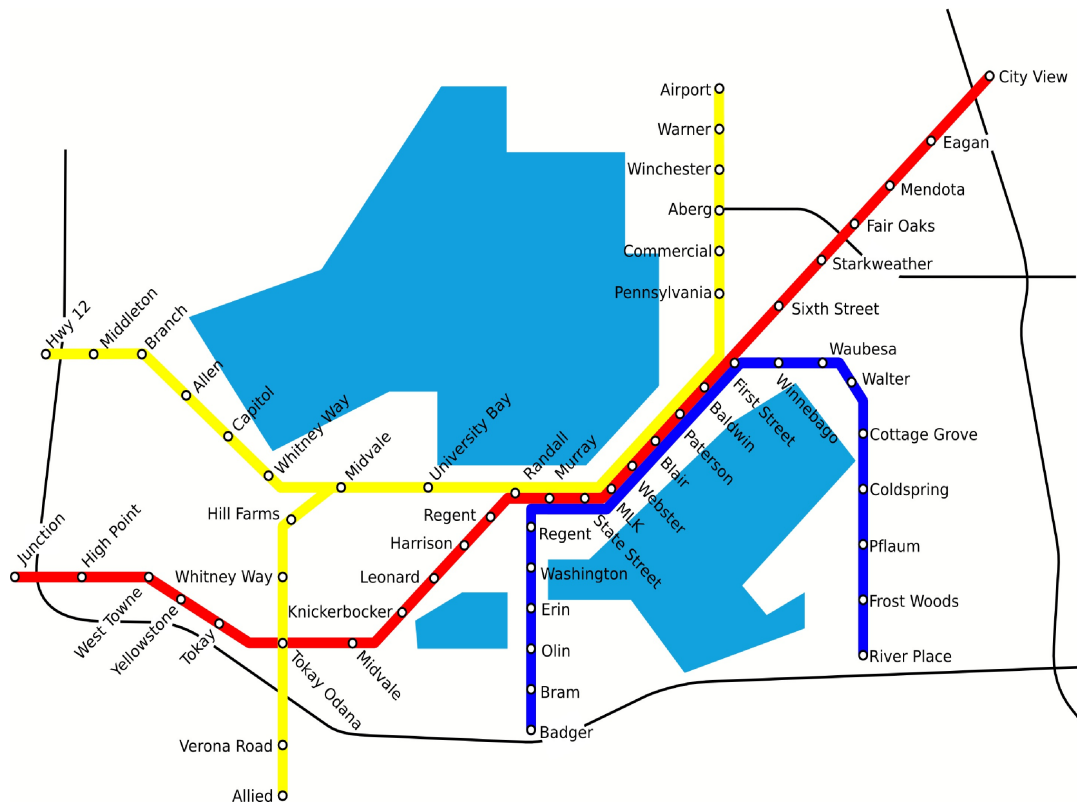 City View
Airport
Warner
Eagan
Winchester
Mendota
Aberg
Fair Oaks
Commercial
Starkweather
Pennsylvania
Sixth Street
Hwy 12
Middleton
Branch
Waubesa
Allen
Walter
Winnebago
First Street
Capitol
Baldwin
Whitney Way
Midvale
University Bay
Randall
Murray
Paterson
Cottage Grove
Blair
Webster
Coldspring
MLK
State Street
Hill Farms
Regent
Regent
Harrison
Pflaum
Junction
High Point
Whitney Way
Leonard
Washington
West Towne
Yellowstone
Tokay
Knickerbocker
Erin
Frost Woods
Tokay Odana
Midvale
Olin
River Place
Bram
Verona Road
Badger
Allied